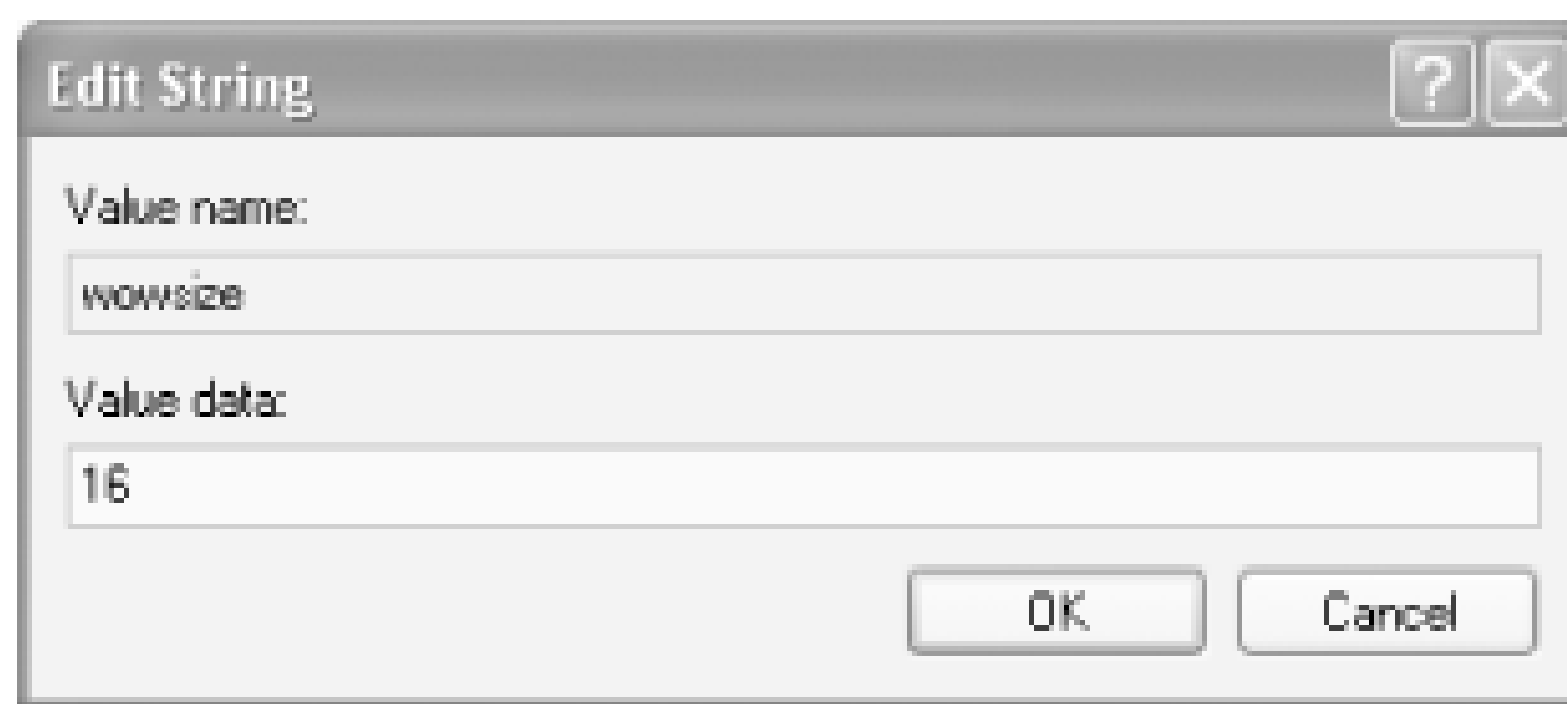 Edit String
Value name:
wowsize
Value data:
16
OK Cancel